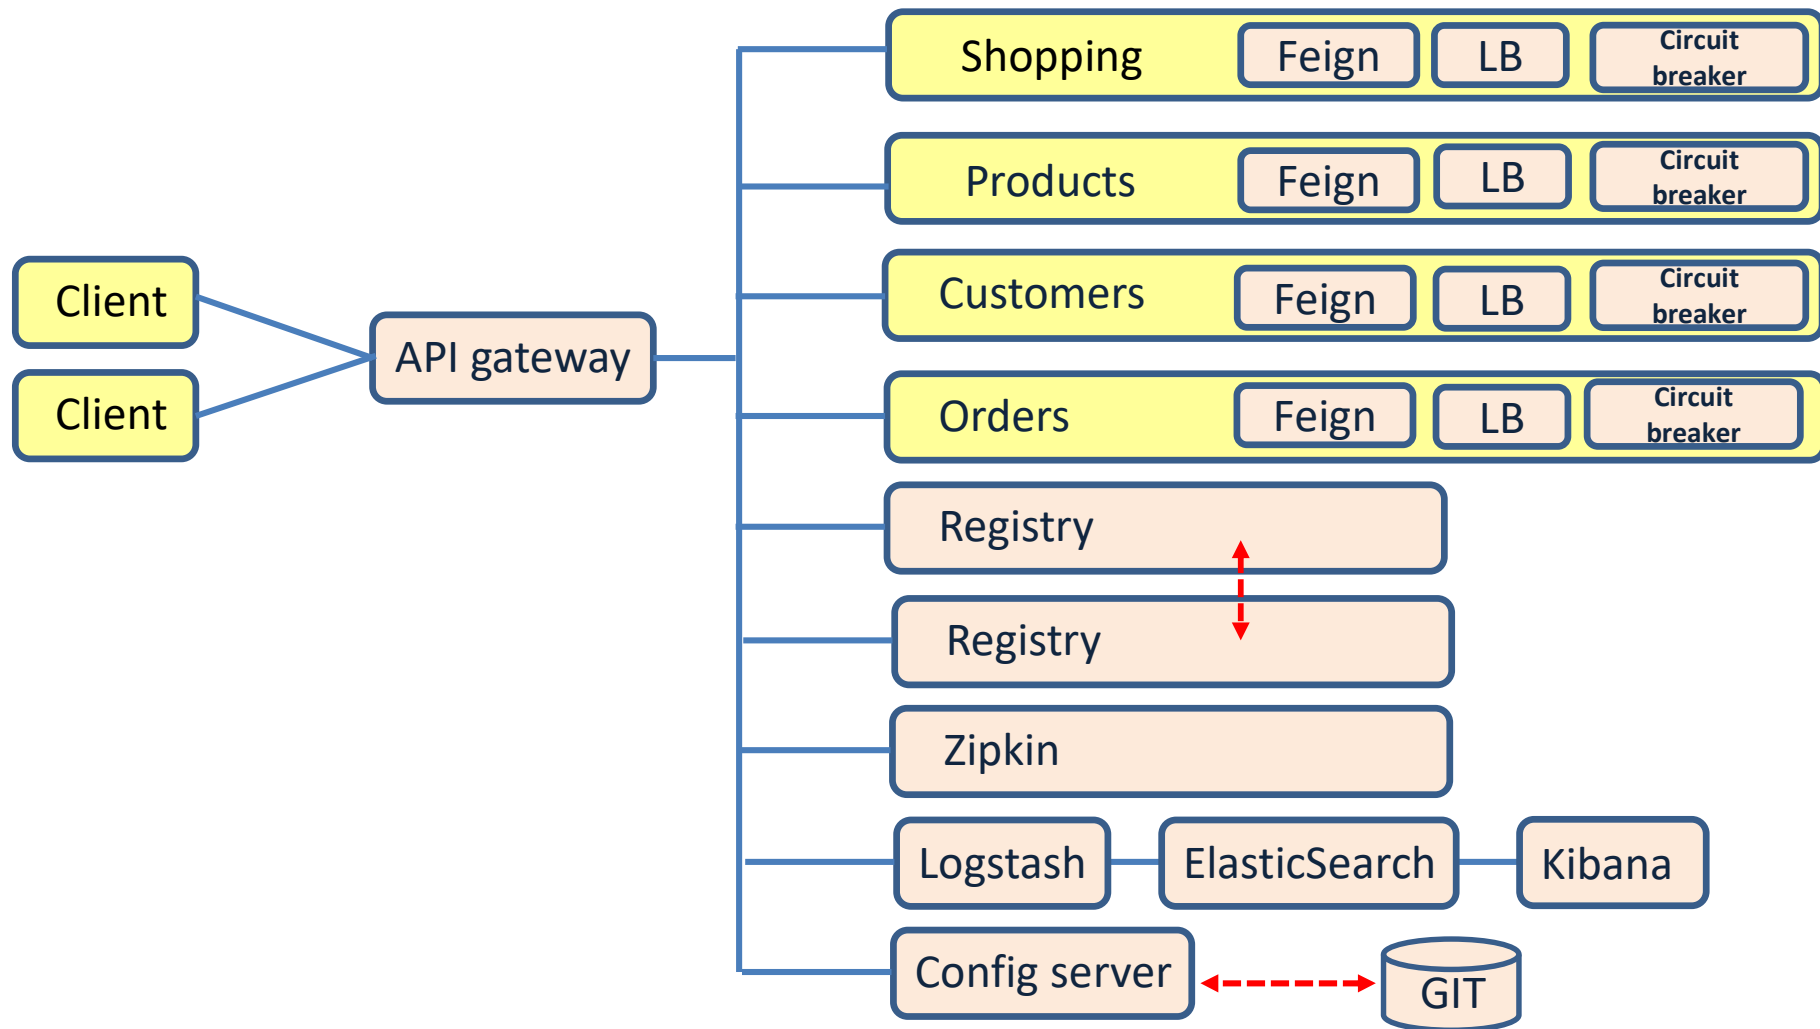 Shopping
Feign
LB
Circuit
breaker
Products
Feign
LB
Circuit
breaker
Client
Customers
Feign
LB
Circuit
breaker
API gateway
Client
Orders
Feign
LB
Circuit
breaker
Registry
Registry
Zipkin
Logstash
ElasticSearch
Kibana
Config server
GIT